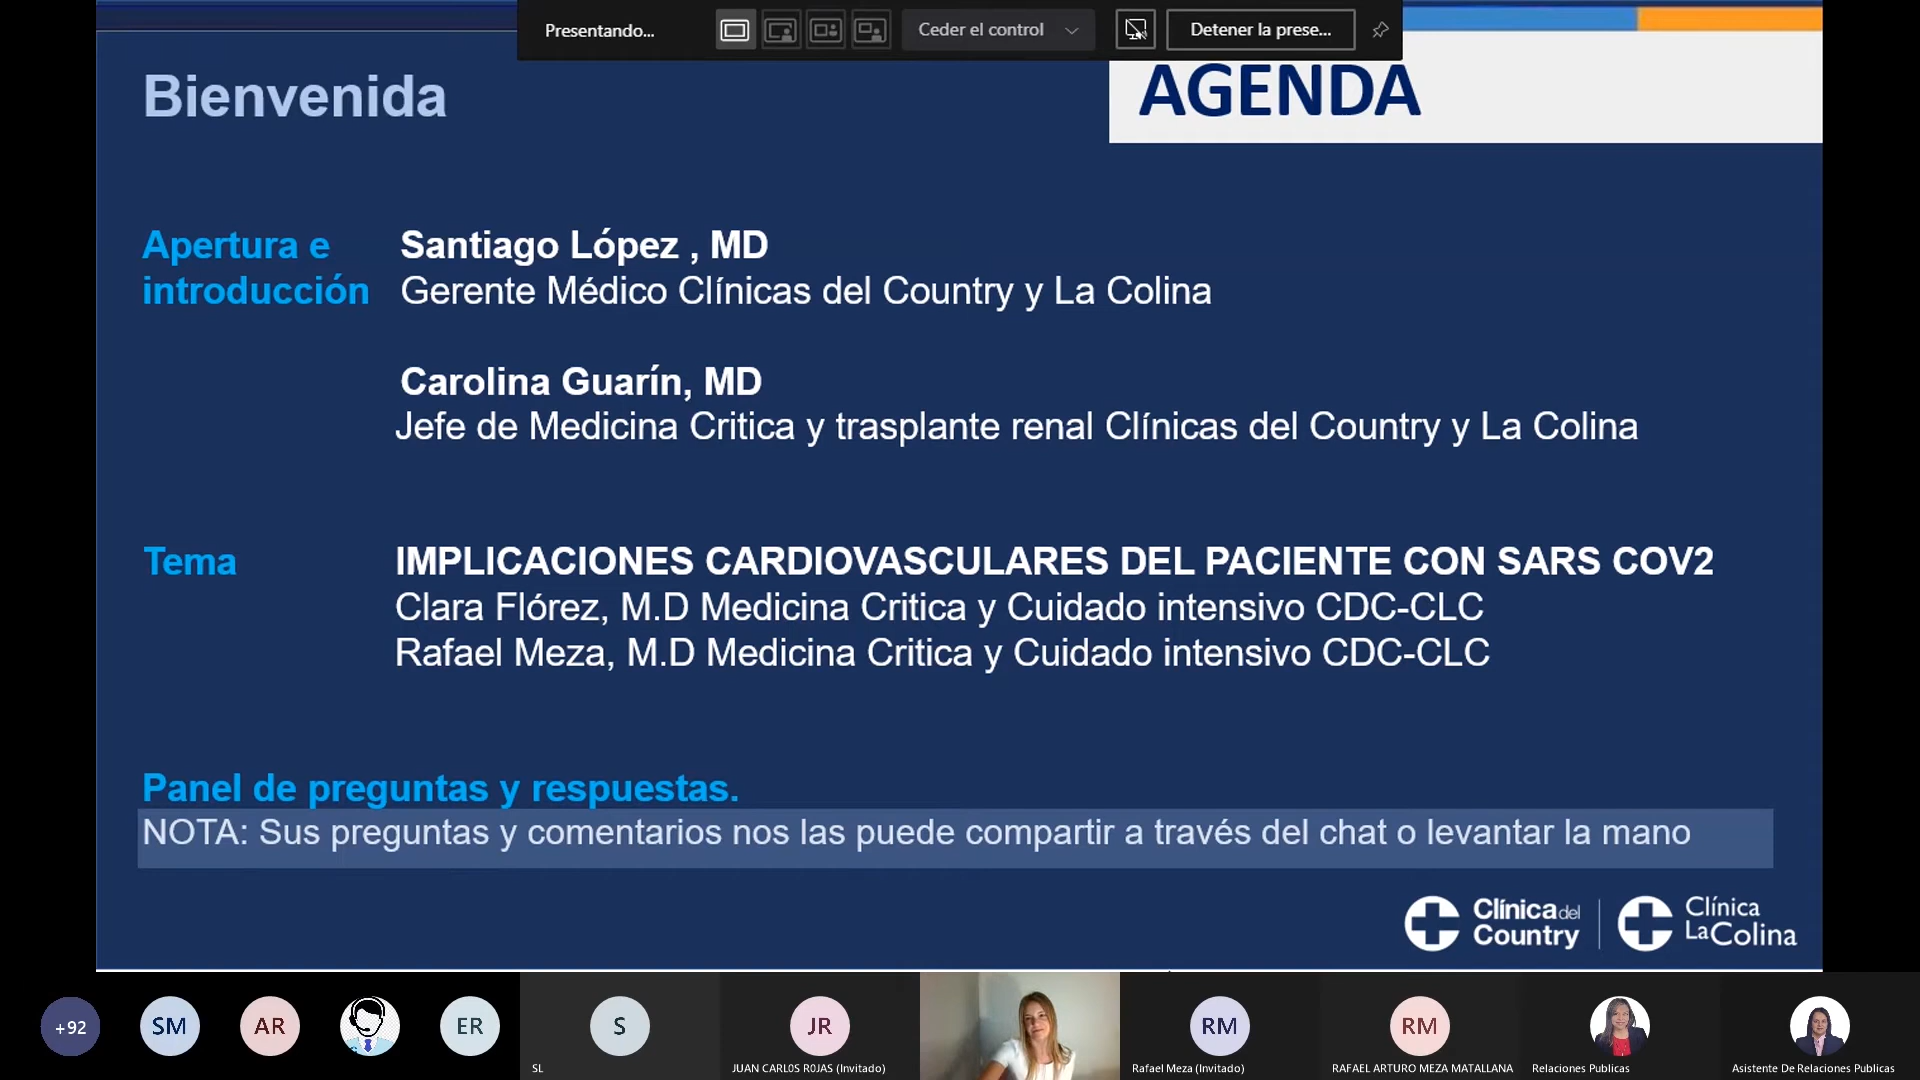 Presentando...
Ceder el control
Detener la prese...
Bienvenida
AGENDA
Apertura e introducción
Santiago López , MD
Gerente Médico Clínicas del Country y La Colina
Carolina Guarín, MD
Jefe de Medicina Critica y trasplante renal Clínicas del Country y La Colina
Tema
IMPLICACIONES CARDIOVASCULARES DEL PACIENTE CON SARS COV2
Clara Flórez, M.D Medicina Critica y Cuidado intensivo CDC-CLC
Rafael Meza, M.D Medicina Critica y Cuidado intensivo CDC-CLC
Panel de preguntas y respuestas.
NOTA: Sus preguntas y comentarios nos las puede compartir a través del chat o levantar la mano
Clínica del Country
Clínica La Colina
+92
SM
AR
ER
S
SL
JR
JUAN CARL0S R0JAS (Invitado)
RM
Rafael Meza (Invitado)
RM
RAFAEL ARTURO MEZA MATALLANA
Relaciones Publicas
Asistente De Relaciones Publicas